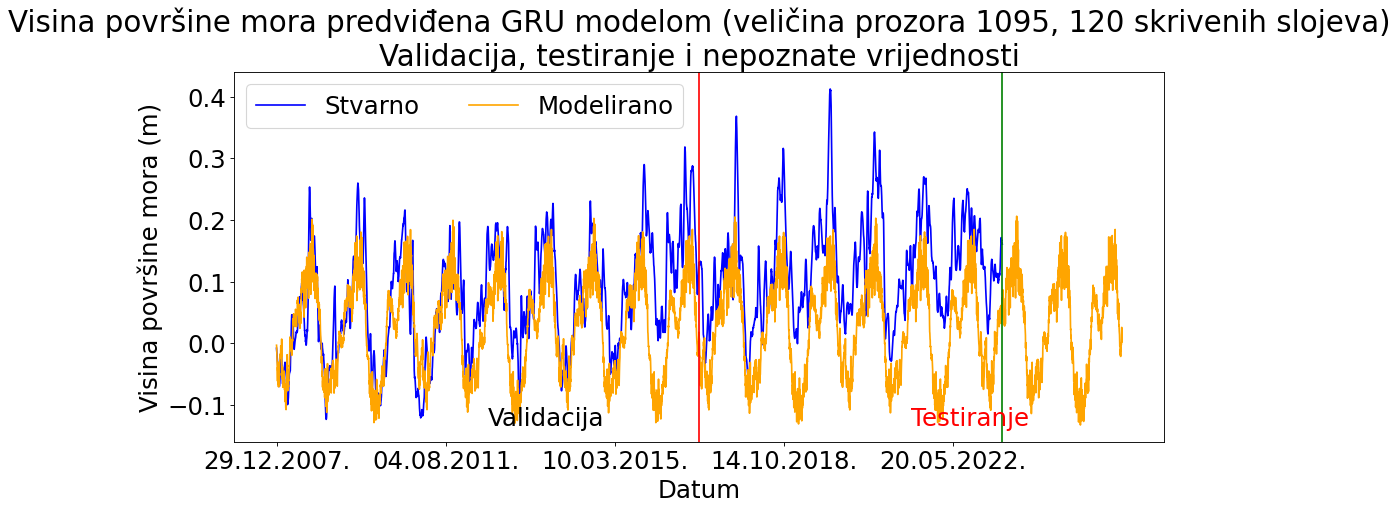 Visina površine mora predviđena GRU modelom (veličina prozora 1095, 120 skrivenih slojeva)
Validacija, testiranje i nepoznate vrijednosti
Stvarno
Modelirano
Visina površine mora (m)
0.4
0.3
0.2
0.1
0.0
−0.1
Validacija
Testiranje
29.12.2007.
04.08.2011.
10.03.2015.
14.10.2018.
20.05.2022.
Datum